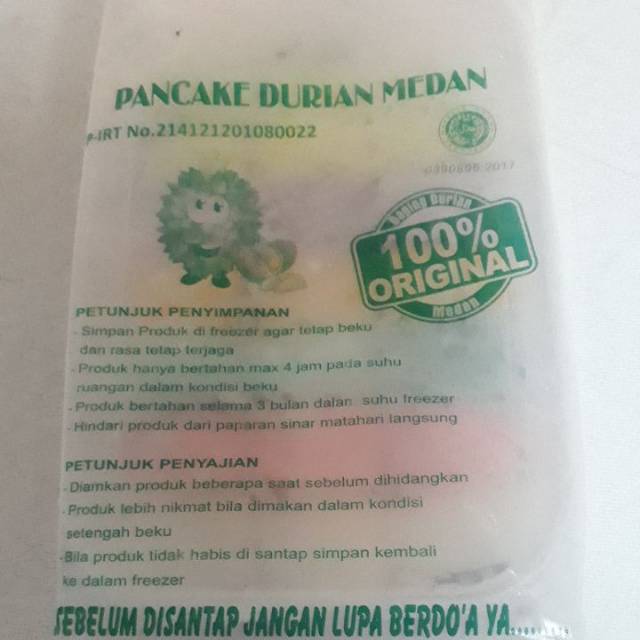 PANCAKE DURIAN MEDAN
P-IRT No.214121201080022
0390695 2017
Daging Durian
100%
ORIGINAL
Medan
PETUNJUK PENYIMPANAN
- Simpan Produk di freezer agar tetap beku
dan rasa tetap terjaga
- Produk hanya bertahan max 4 jam pada suhu
ruangan dalam kondisi beku
- Produk bertahan selama 3 bulan dalan suhu freezer
- Hindari produk dari paparan sinar matahari langsung
PETUNJUK PENYAJIAN
- Diamkan produk beberapa saat sebelum dihidangkan
- Produk lebih nikmat bila dimakan dalam kondisi
setengah beku
- Bila produk tidak habis di santap simpan kembali
ke dalam freezer
SEBELUM DISANTAP JANGAN LUPA BERDO'A YA........